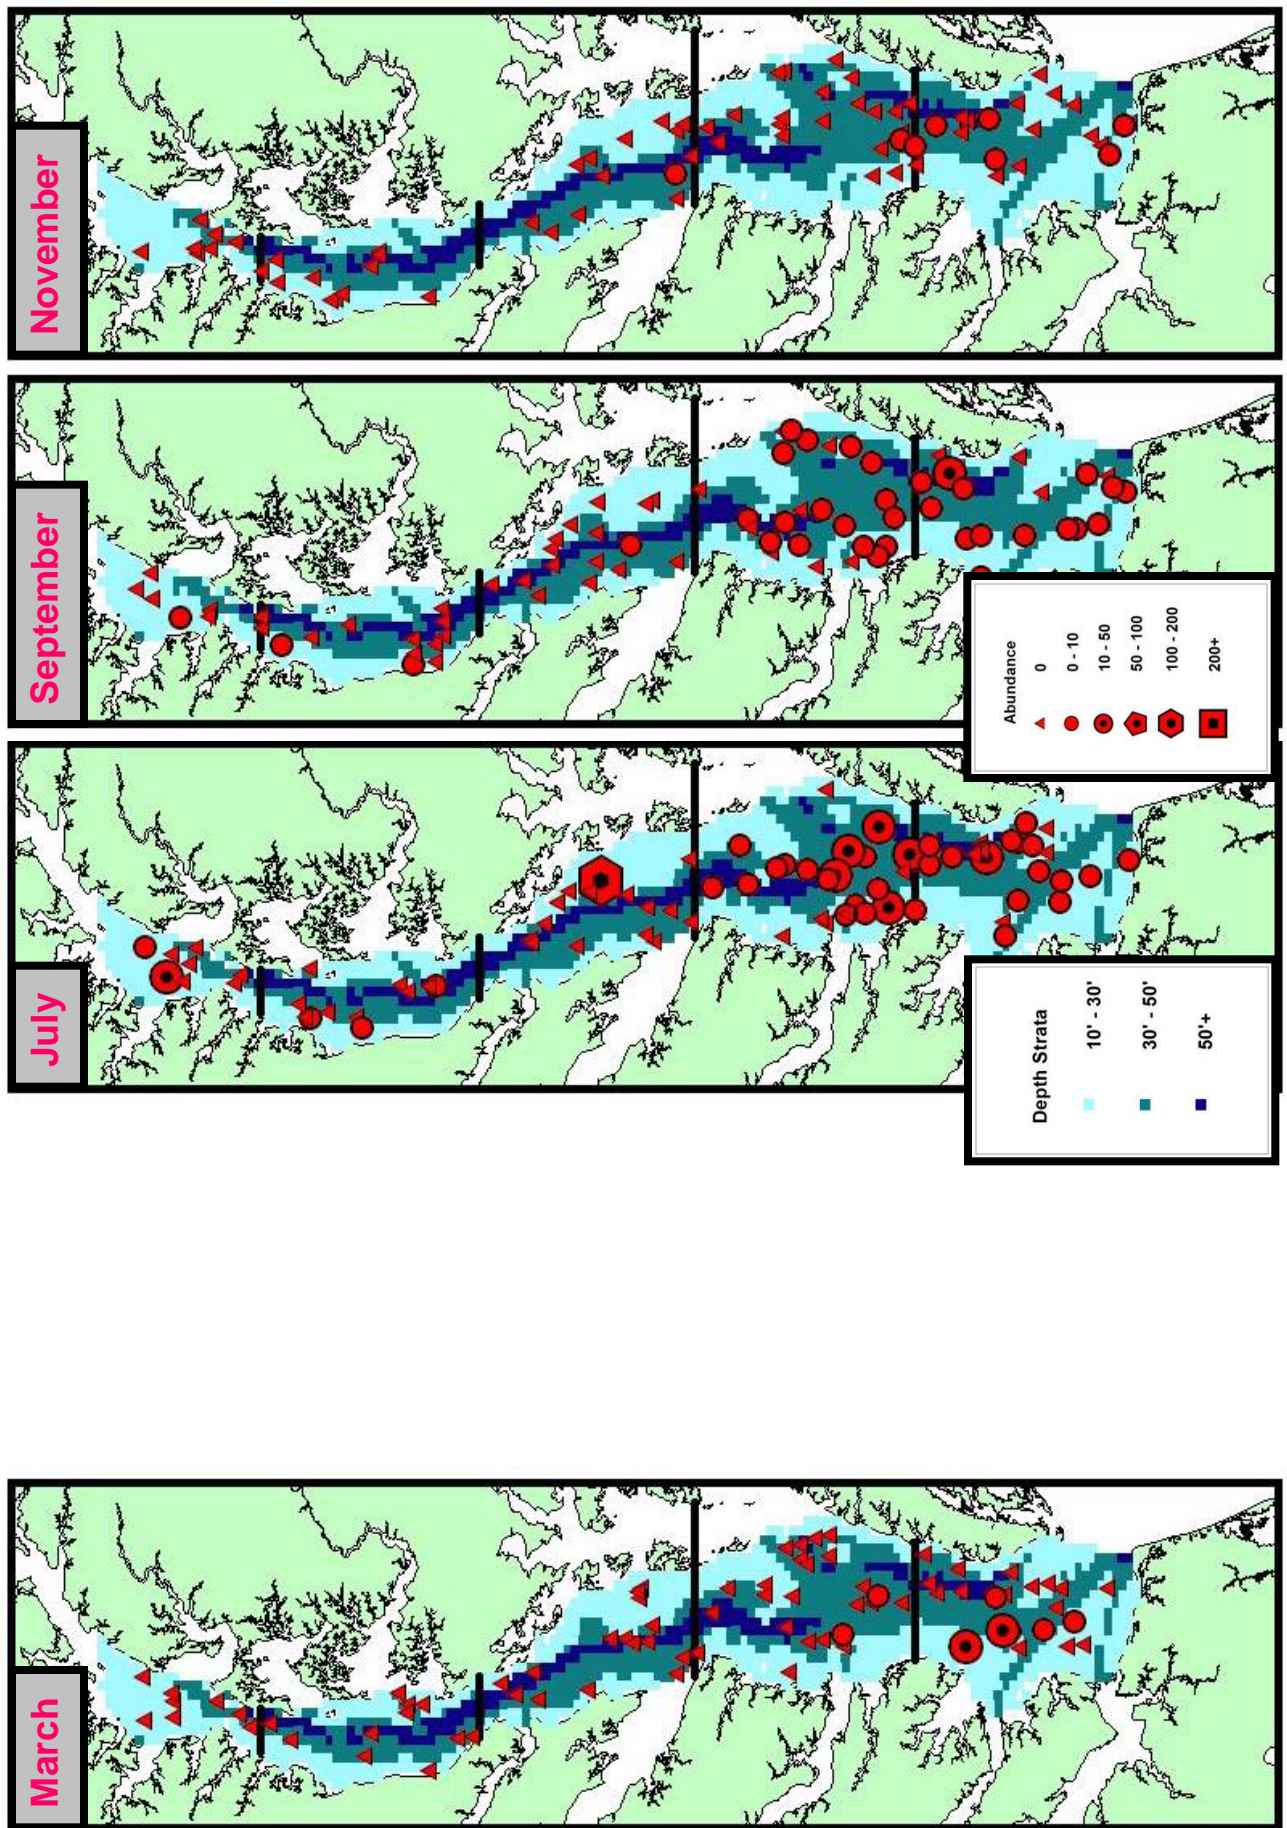 March
July
September
November
Depth Strata
10' - 30'
30' - 50'
50'+
Abundance
0
0 - 10
10 - 50
50 - 100
100 - 200
200+